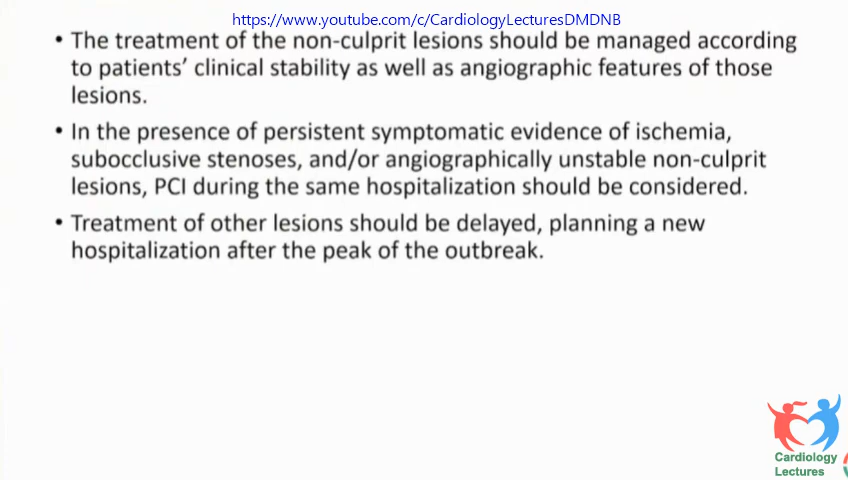 https://www.youtube.com/c/CardiologyLecturesDMDNB
• The treatment of the non-culprit lesions should be managed according
to patients' clinical stability as well as angiographic features of those
lesions.
• In the presence of persistent symptomatic evidence of ischemia,
subocclusive stenoses, and/or angiographically unstable non-culprit
lesions, PCI during the same hospitalization should be considered.
• Treatment of other lesions should be delayed, planning a new
hospitalization after the peak of the outbreak.
Cardiology
Lectures